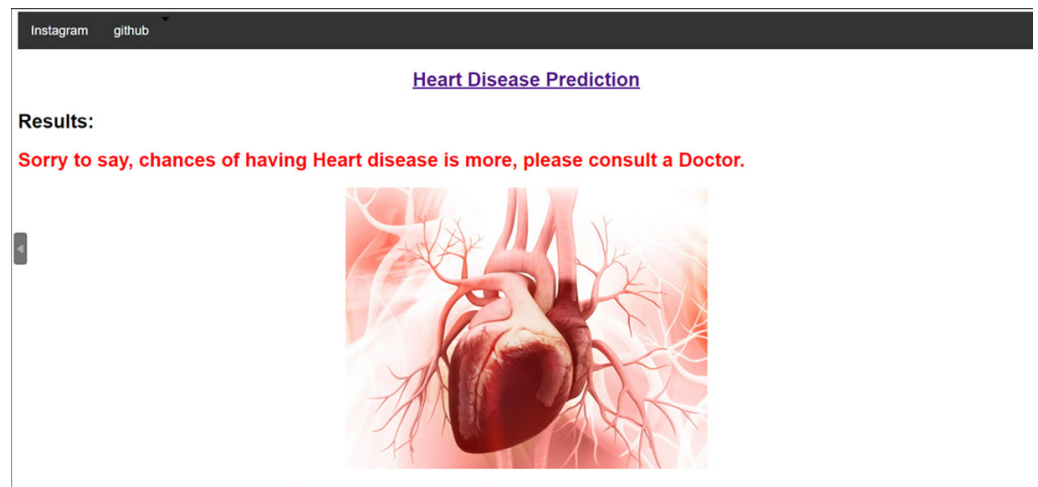 Instagram github
Heart Disease Prediction
Results:
Sorry to say, chances of having Heart disease is more, please consult a Doctor.